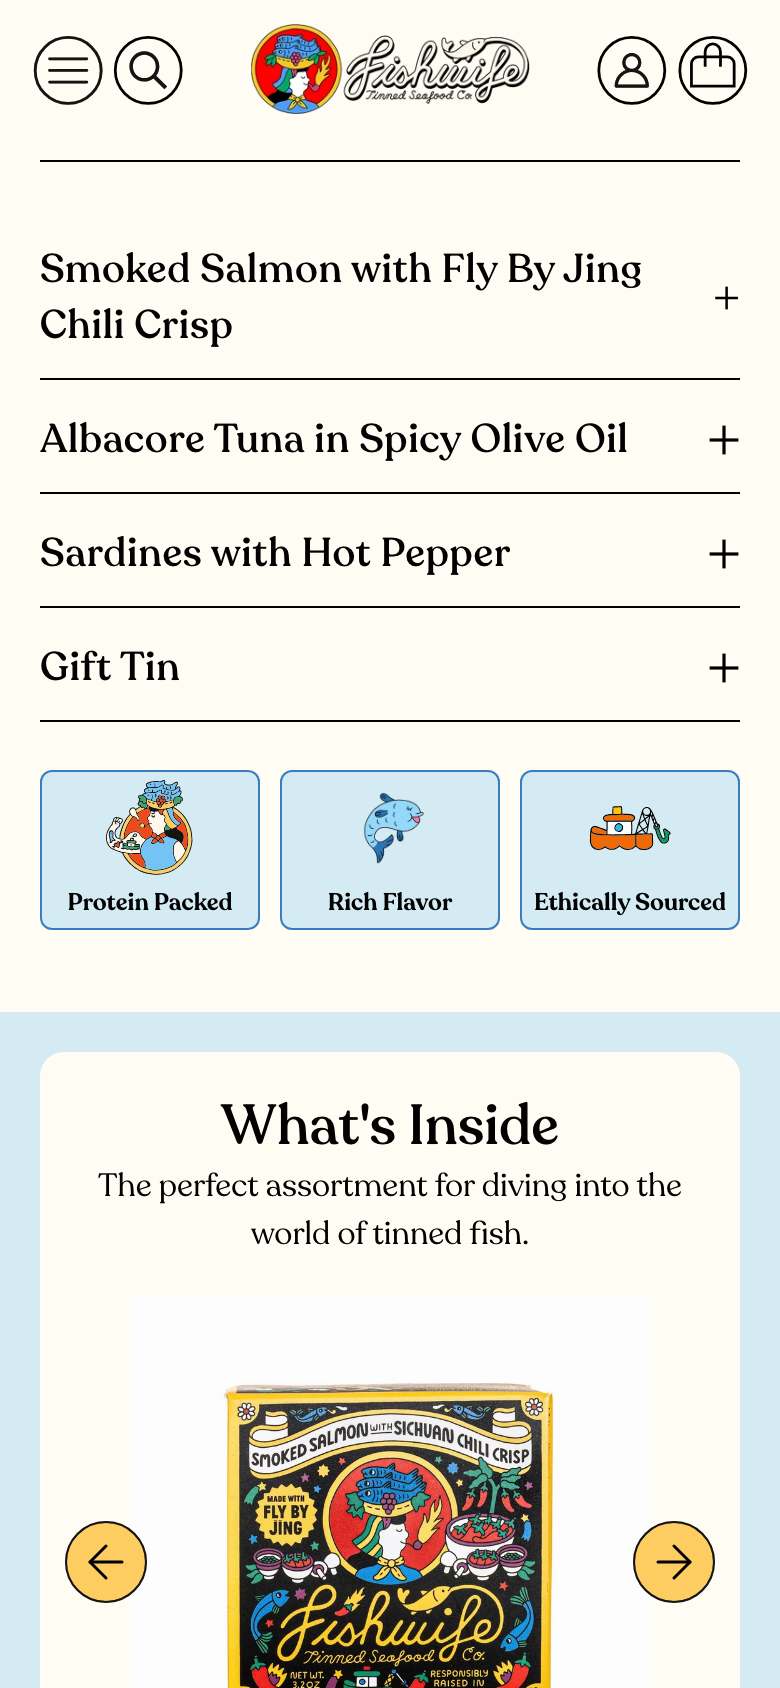 Fishwife
Tinned Seafood Co
Smoked Salmon with Fly By Jing
Chili Crisp
Albacore Tuna in Spicy Olive Oil
Sardines with Hot Pepper
Gift Tin
Protein Packed
Rich Flavor
Ethically Sourced
What's Inside
The perfect assortment for diving into the
world of tinned fish.
SMOKED SALMON WITH SICHUAN CHILI CRISP
MADE WITH
FLY BY
JING
Fishwife
Tinned Seafood Co.
NET WT.
3.2 OZ
RESPONSIBLY
RAISED IN